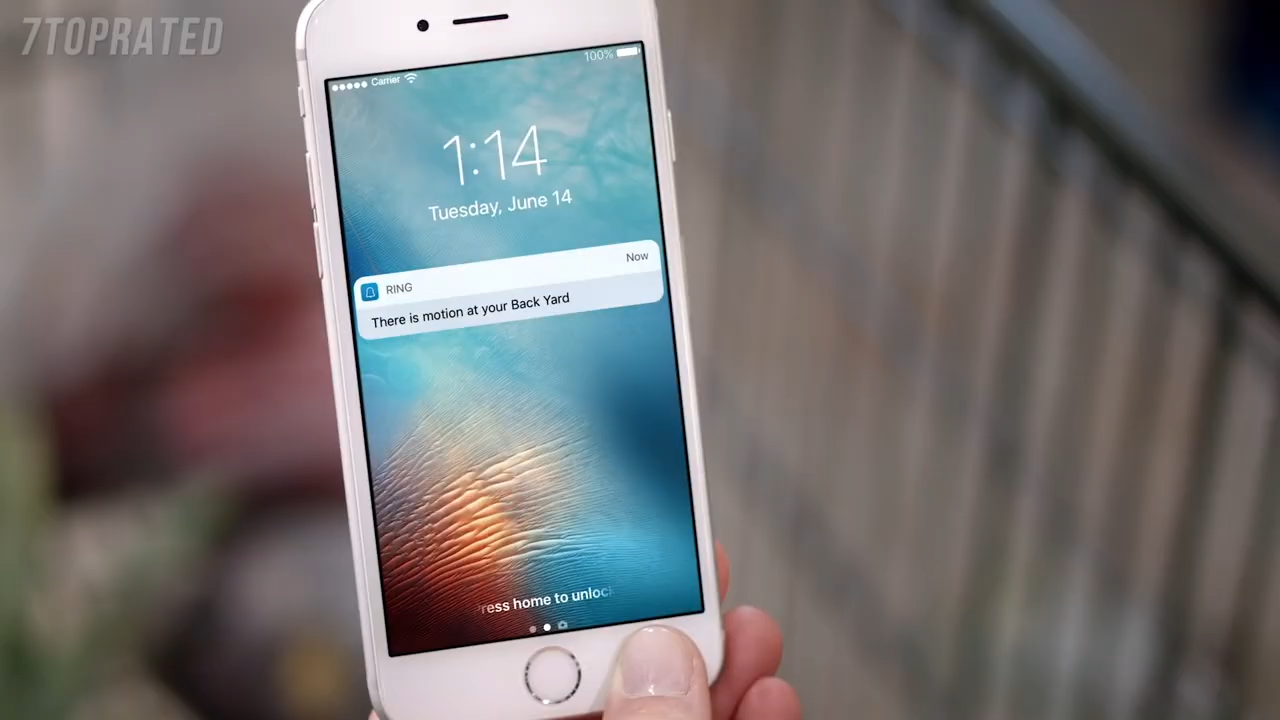 7TOPRATED
Carrier
100%
1:14
Tuesday, June 14
RING
Now
There is motion at your Back Yard
ress home to unloc